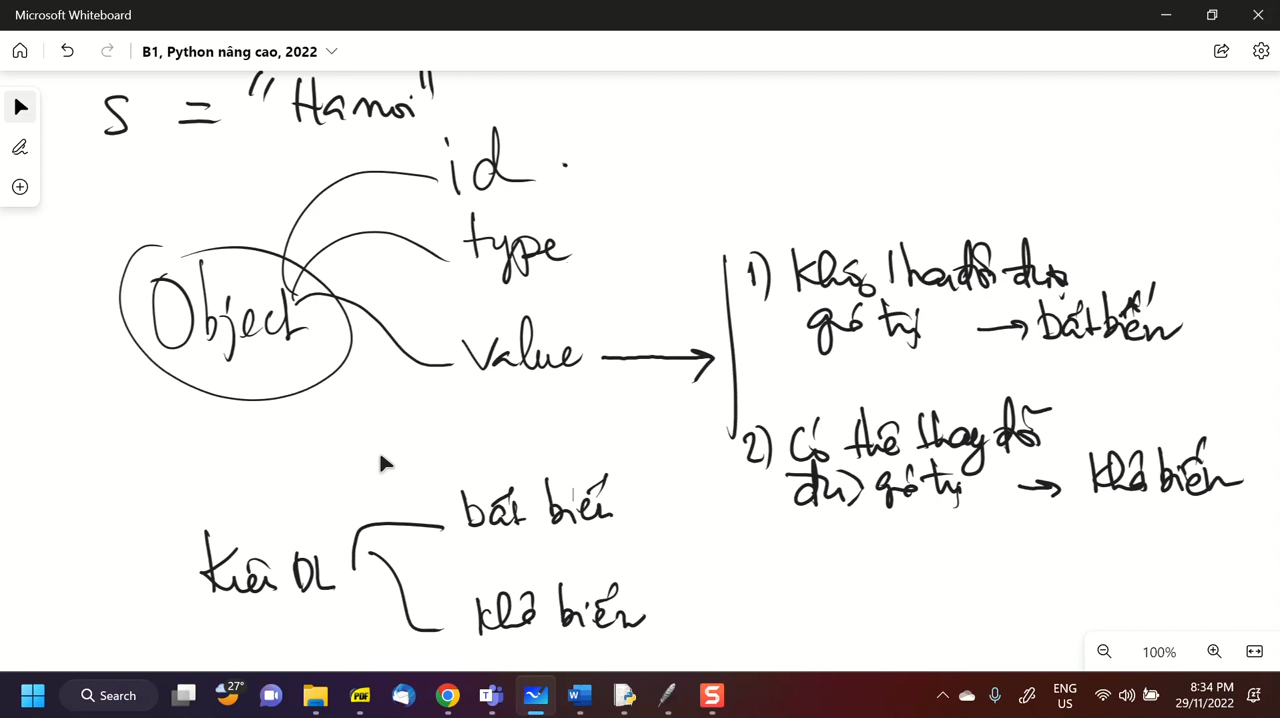 Microsoft Whiteboard
B1, Python nâng cao, 2022
S = "Hanoi"
id
type
Object
value
1) Khôg thay đổi được
giá trị → bất biến
2) Có thể thay đổi
giá trị → khả biến
Kiểu DL
bất biến
khả biến
100%
Search
27°
PDF
W
S
ENG
US
8:34 PM
29/11/2022